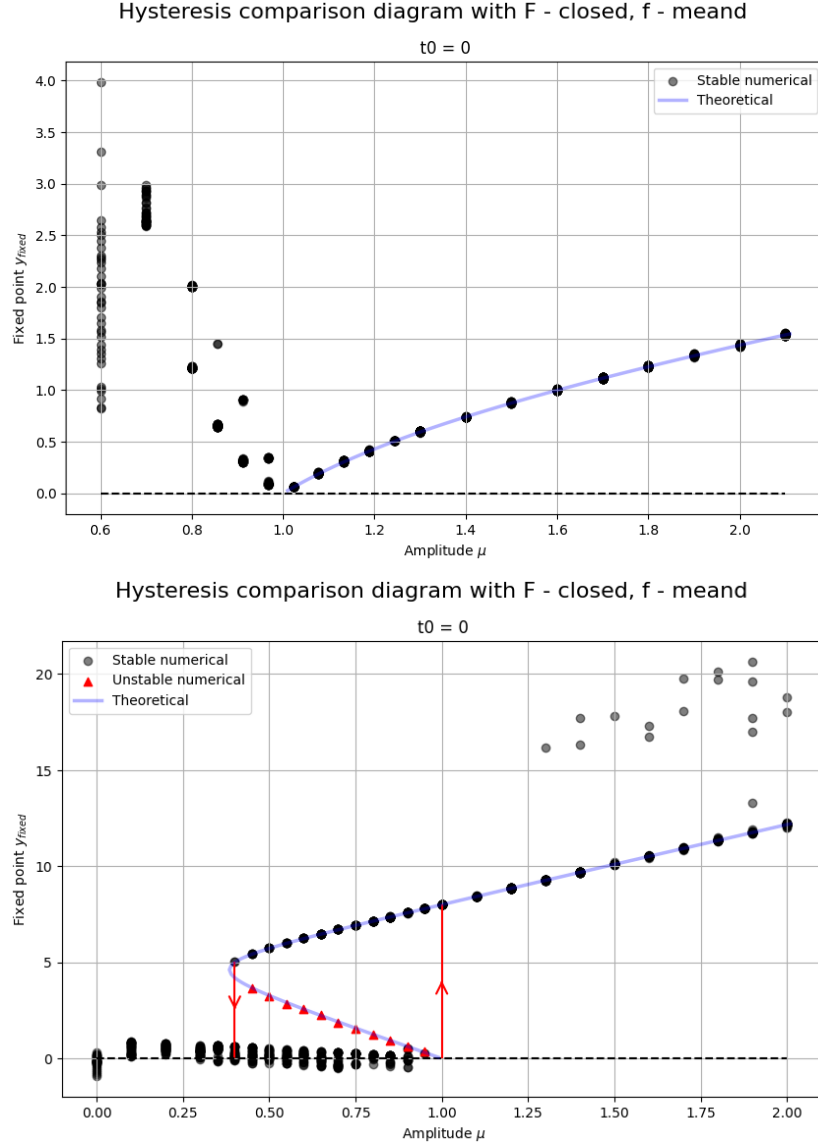 Hysteresis comparison diagram with F - closed, f - meand
t0 = 0
Stable numerical
Theoretical
4.0
3.5
3.0
2.5
2.0
1.5
1.0
0.5
0.0
Fixed point y_fixed
0.6 0.8 1.0 1.2 1.4 1.6 1.8 2.0
Amplitude μ
Hysteresis comparison diagram with F - closed, f - meand
t0 = 0
Stable numerical
Unstable numerical
Theoretical
20
15
10
5
0
Fixed point y_fixed
0.00 0.25 0.50 0.75 1.00 1.25 1.50 1.75 2.00
Amplitude μ